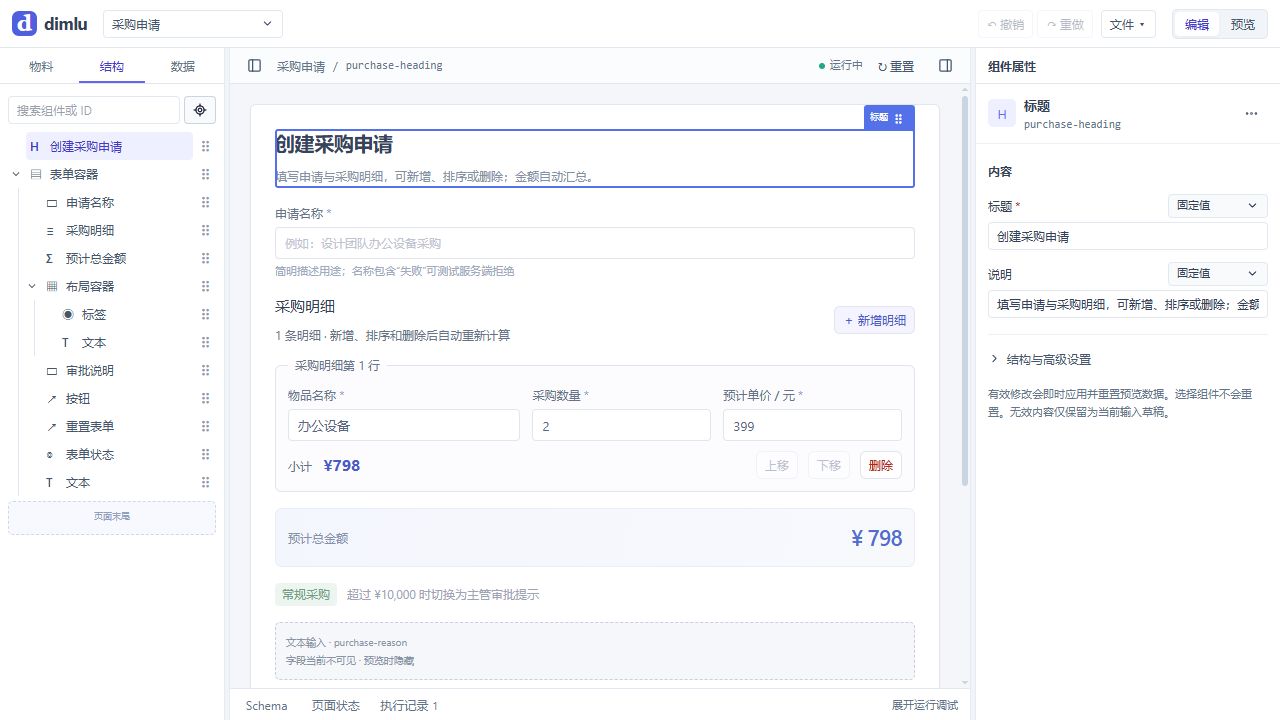 dimlu
采购申请
撤销
重做
文件
编辑
预览
物料
结构
数据
搜索组件或 ID
H 创建采购申请
表单容器
申请名称
采购明细
Σ 预计总金额
布局容器
标签
T 文本
审批说明
按钮
重置表单
表单状态
T 文本
页面末尾
采购申请 / purchase-heading
运行中
重置
标题
创建采购申请
填写申请与采购明细，可新增、排序或删除；金额自动汇总。
申请名称 *
例如：设计团队办公设备采购
简明描述用途；名称包含“失败”可测试服务端拒绝
采购明细
1 条明细 · 新增、排序和删除后自动重新计算
+ 新增明细
采购明细第 1 行
物品名称 *
采购数量 *
预计单价 / 元 *
办公设备
2
399
小计 ¥798
上移
下移
删除
预计总金额
¥ 798
常规采购
超过 ¥10,000 时切换为主管审批提示
文本输入 · purchase-reason
字段当前不可见 · 预览时隐藏
Schema
页面状态
执行记录 1
展开运行调试
组件属性
H
标题
purchase-heading
内容
标题 *
固定值
创建采购申请
说明
固定值
填写申请与采购明细，可新增、排序或删除；金额
结构与高级设置
有效修改会即时应用并重置预览数据。选择组件不会重
置。无效内容仅保留为当前输入草稿。